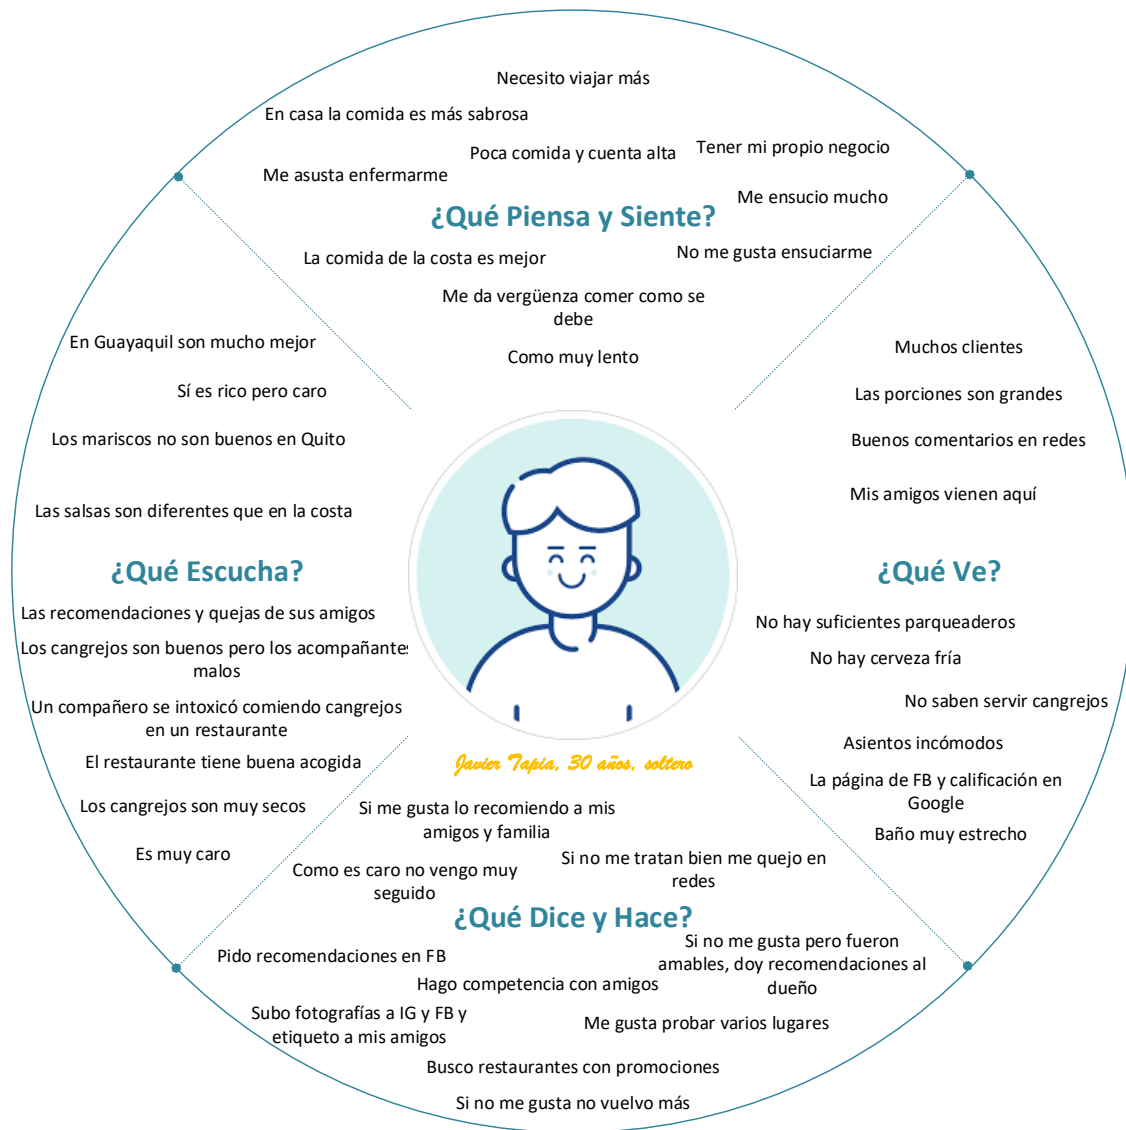 Necesito viajar más
En casa la comida es más sabrosa
Poca comida y cuenta alta
Tener mi propio negocio
Me asusta enfermarme
Me ensucio mucho
¿Qué Piensa y Siente?
La comida de la costa es mejor
No me gusta ensuciarme
Me da vergüenza comer como se
debe
Como muy lento
En Guayaquil son mucho mejor
Sí es rico pero caro
Los mariscos no son buenos en Quito
Las salsas son diferentes que en la costa
¿Qué Escucha?
Las recomendaciones y quejas de sus amigos
Los cangrejos son buenos pero los acompañantes
malos
Un compañero se intoxicó comiendo cangrejos
en un restaurante
El restaurante tiene buena acogida
Los cangrejos son muy secos
Es muy caro
Muchos clientes
Las porciones son grandes
Buenos comentarios en redes
Mis amigos vienen aquí
¿Qué Ve?
No hay suficientes parqueaderos
No hay cerveza fría
No saben servir cangrejos
Asientos incómodos
La página de FB y calificación en
Google
Baño muy estrecho
Javier Tapia, 30 años, soltero
Si me gusta lo recomiendo a mis
amigos y familia
Si no me tratan bien me quejo en
redes
Como es caro no vengo muy
seguido
¿Qué Dice y Hace?
Si no me gusta pero fueron
amables, doy recomendaciones al
dueño
Pido recomendaciones en FB
Hago competencia con amigos
Subo fotografías a IG y FB y
etiqueto a mis amigos
Me gusta probar varios lugares
Busco restaurantes con promociones
Si no me gusta no vuelvo más